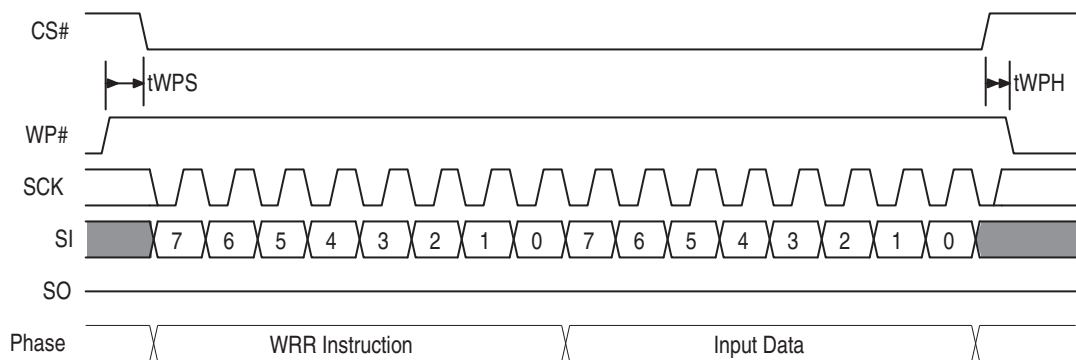 CS#
tWPS
tWPH
WP#
SCK
SI 7 6 5 4 3 2 1 0 7 6 5 4 3 2 1 0
SO
Phase WRR Instruction Input Data